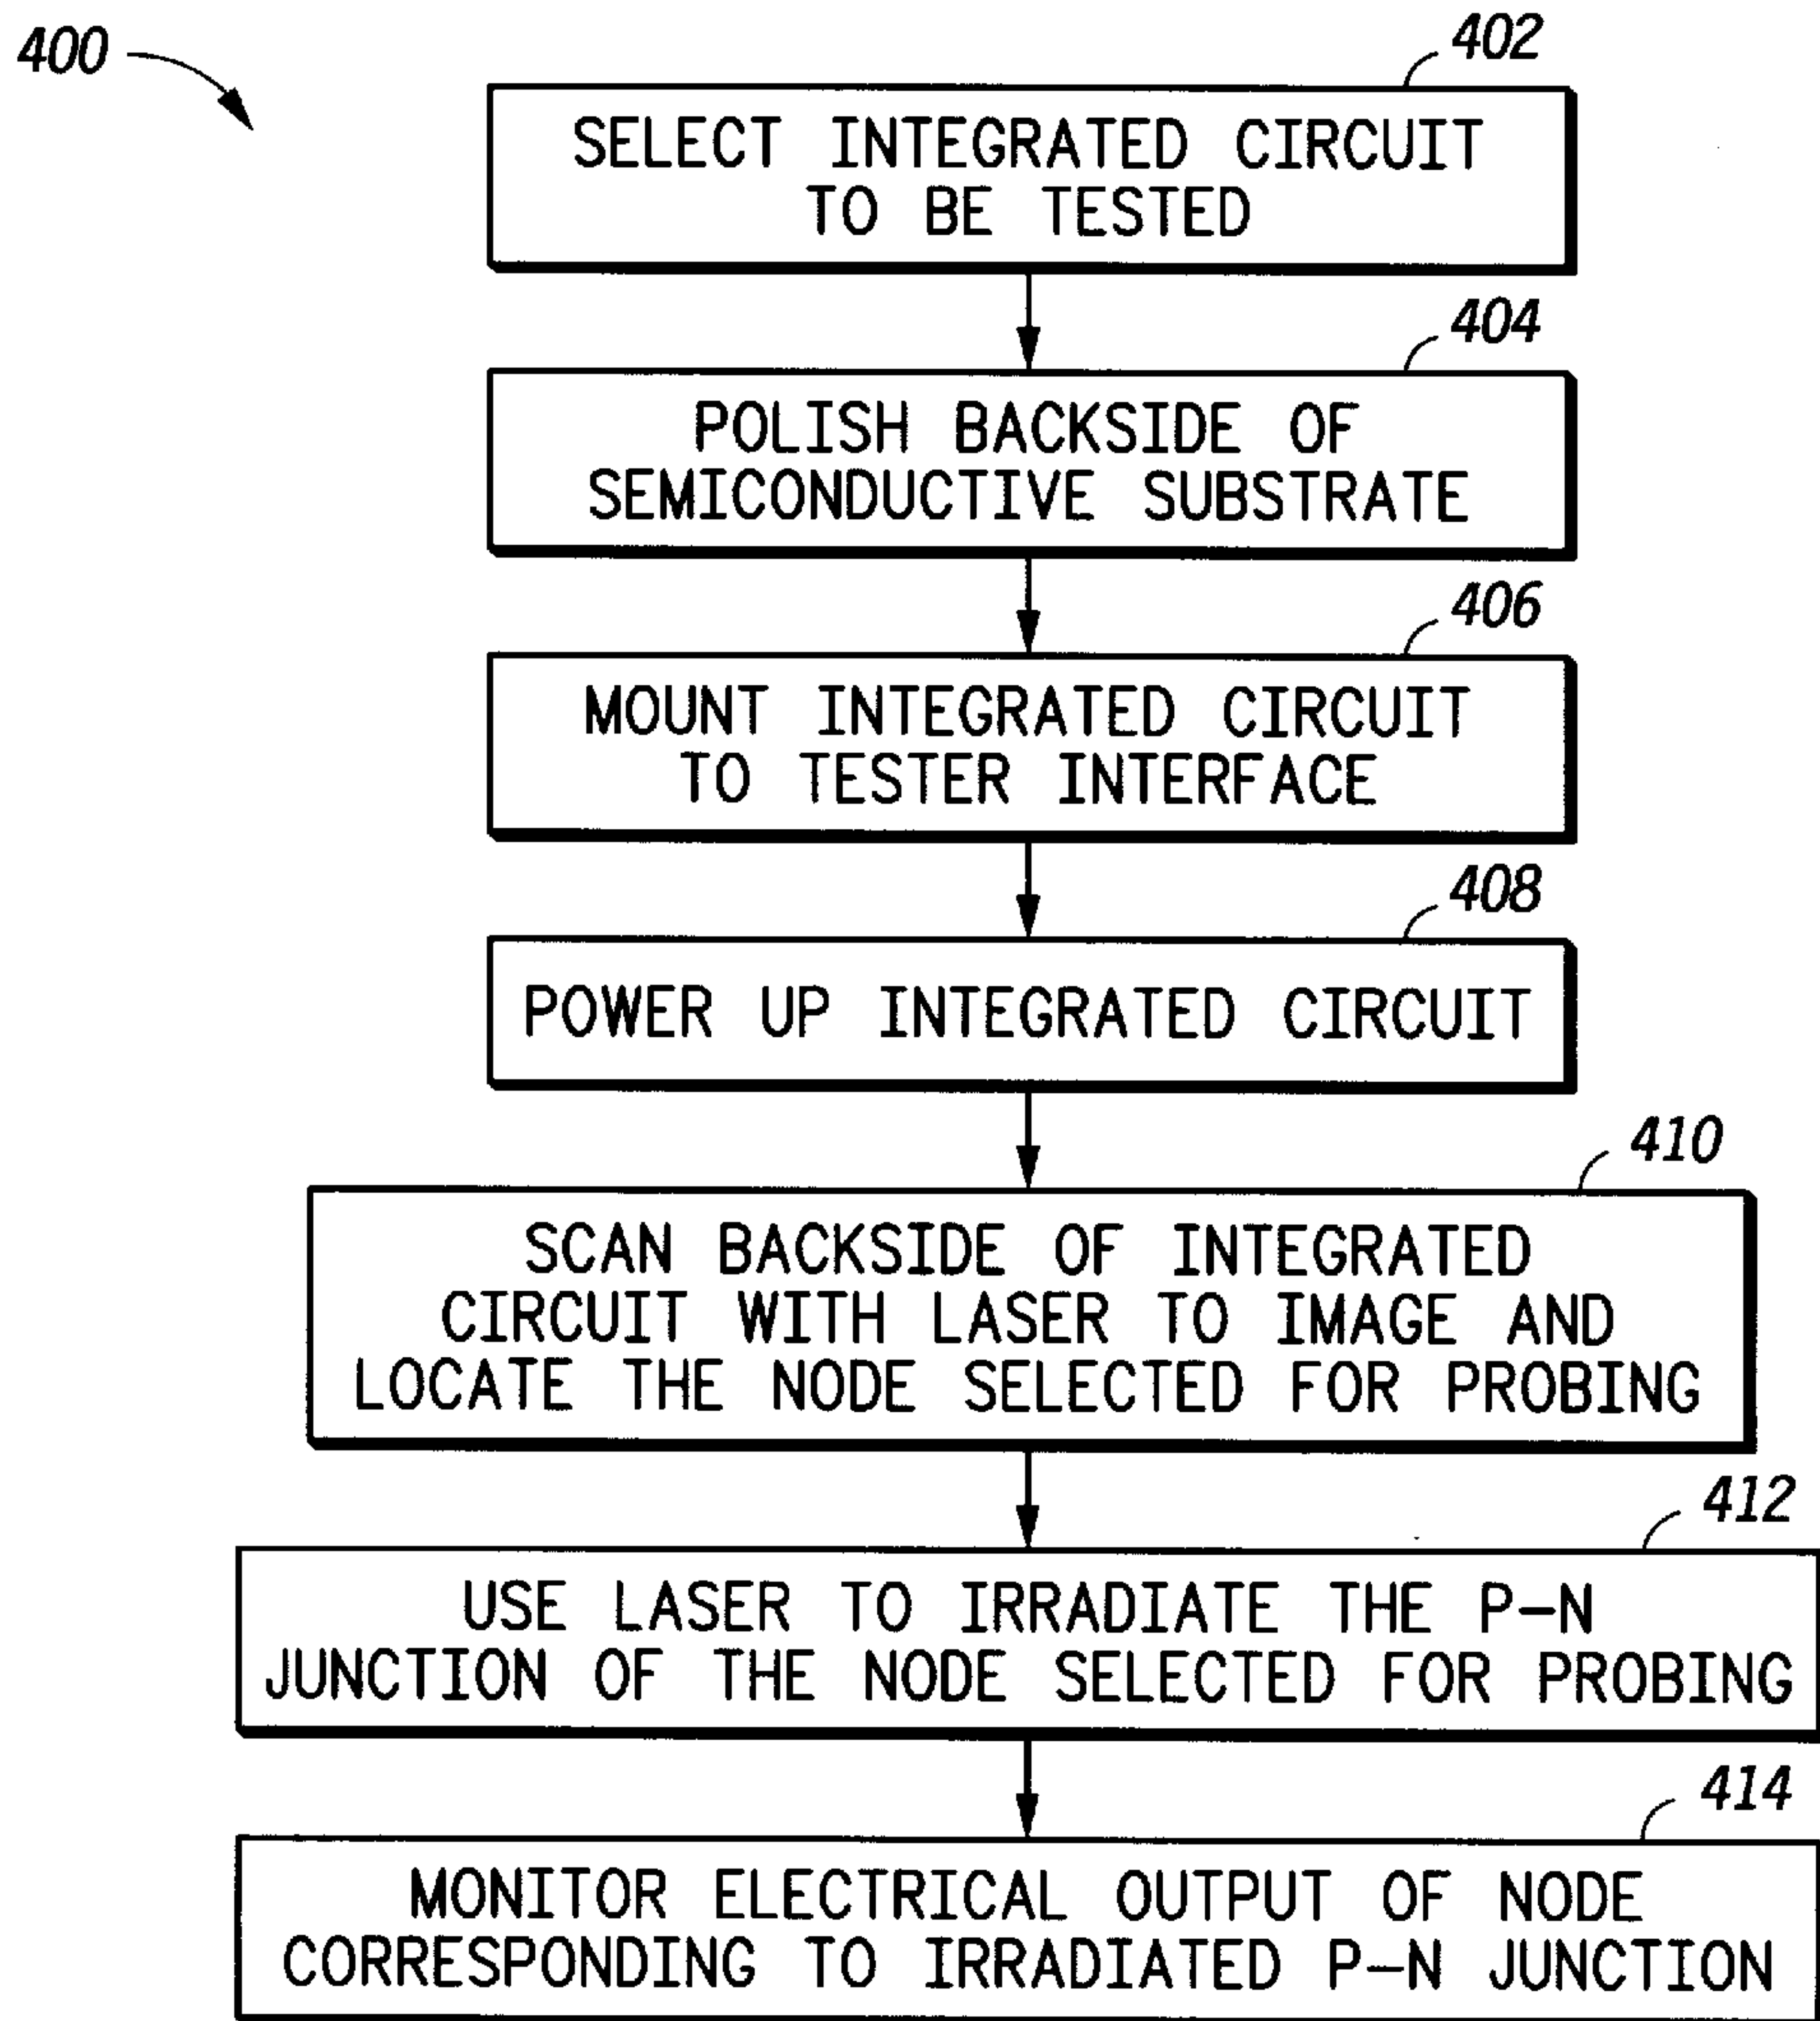 400
402
SELECT INTEGRATED CIRCUIT
TO BE TESTED
404
POLISH BACKSIDE OF
SEMICONDUCTIVE SUBSTRATE
406
MOUNT INTEGRATED CIRCUIT
TO TESTER INTERFACE
408
POWER UP INTEGRATED CIRCUIT
410
SCAN BACKSIDE OF INTEGRATED
CIRCUIT WITH LASER TO IMAGE AND
LOCATE THE NODE SELECTED FOR PROBING
412
USE LASER TO IRRADIATE THE P-N
JUNCTION OF THE NODE SELECTED FOR PROBING
414
MONITOR ELECTRICAL OUTPUT OF NODE
CORRESPONDING TO IRRADIATED P-N JUNCTION